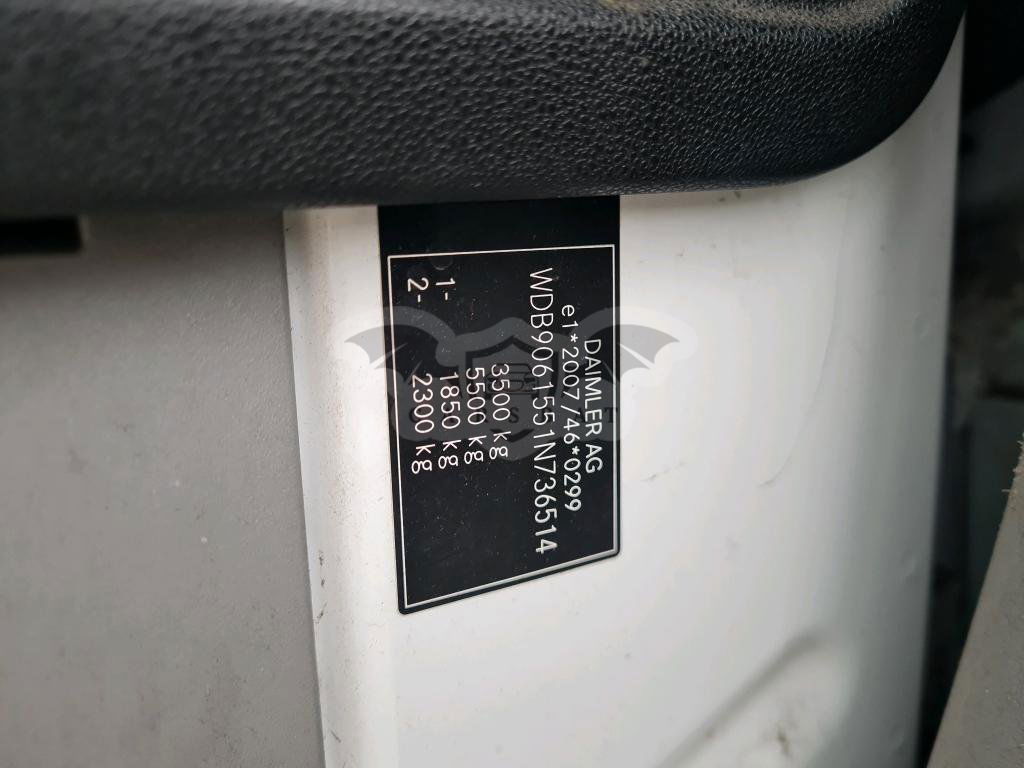 DAIMLER AG
e1*2007/46*0299
WDB9061551N736514
3500 kg
5500 kg
1- 1850 kg
2- 2300 kg